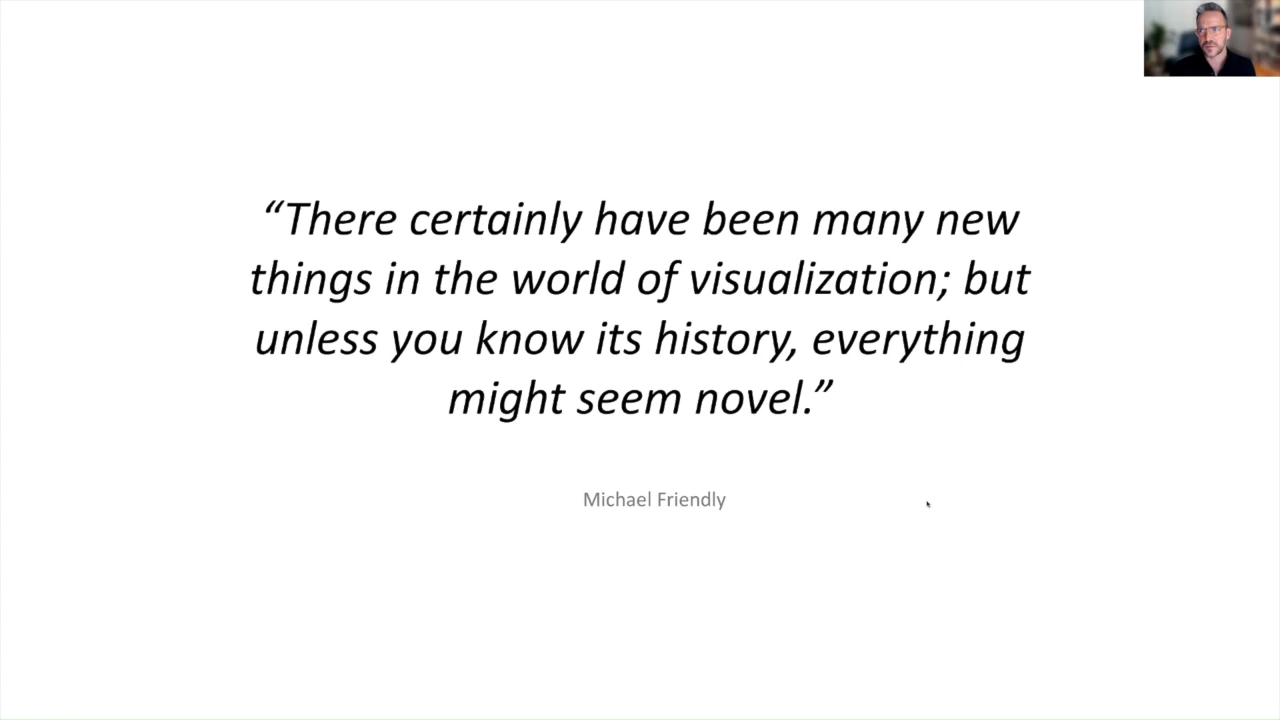 “There certainly have been many new
things in the world of visualization; but
unless you know its history, everything
might seem novel.”
Michael Friendly